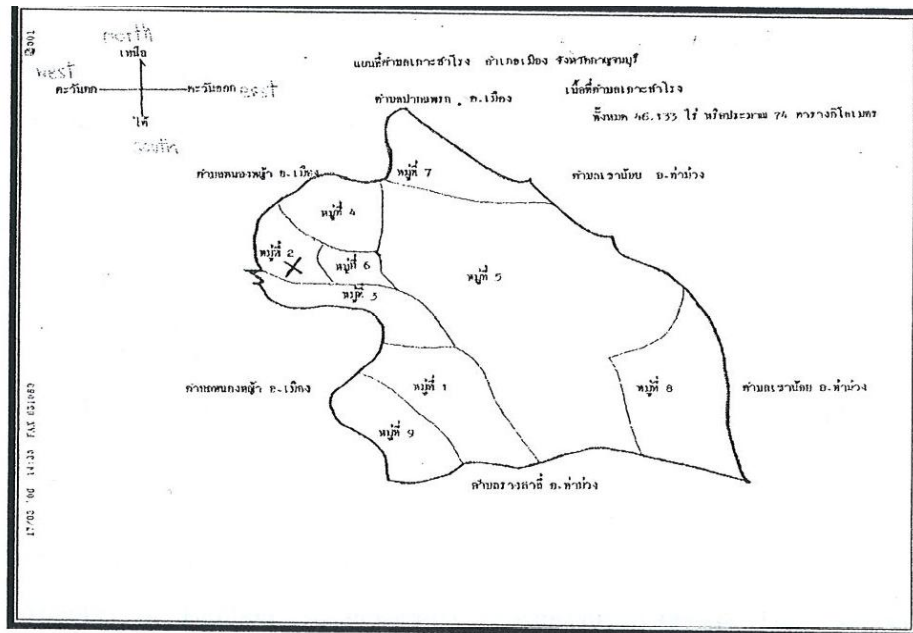 north
เหนือ
west
ตะวันตก
ตะวันออก
east
ใต้
south
แผนที่ตำบลเกาะสำโรง อำเภอเมือง จังหวัดกาญจนบุรี
ตำบลปากแพรก อ.เมือง
เนื้อที่ตำบลเกาะสำโรง
ทั้งหมด 46.133 ไร่ หรือประมาณ 74 ตารางกิโลเมตร
ตำบลหนองหญ้า อ.เมือง
หมู่ที่ 7
ตำบลเขาน้อย อ.ท่าม่วง
หมู่ที่ 4
หมู่ที่ 2
หมู่ที่ 6
หมู่ที่ 5
หมู่ที่ 3
ตำบลหนองหญ้า อ.เมือง
หมู่ที่ 1
หมู่ที่ 8
ตำบลเขาน้อย อ.ท่าม่วง
หมู่ที่ 9
ตำบลรางสาลี่ อ.ท่าม่วง
001